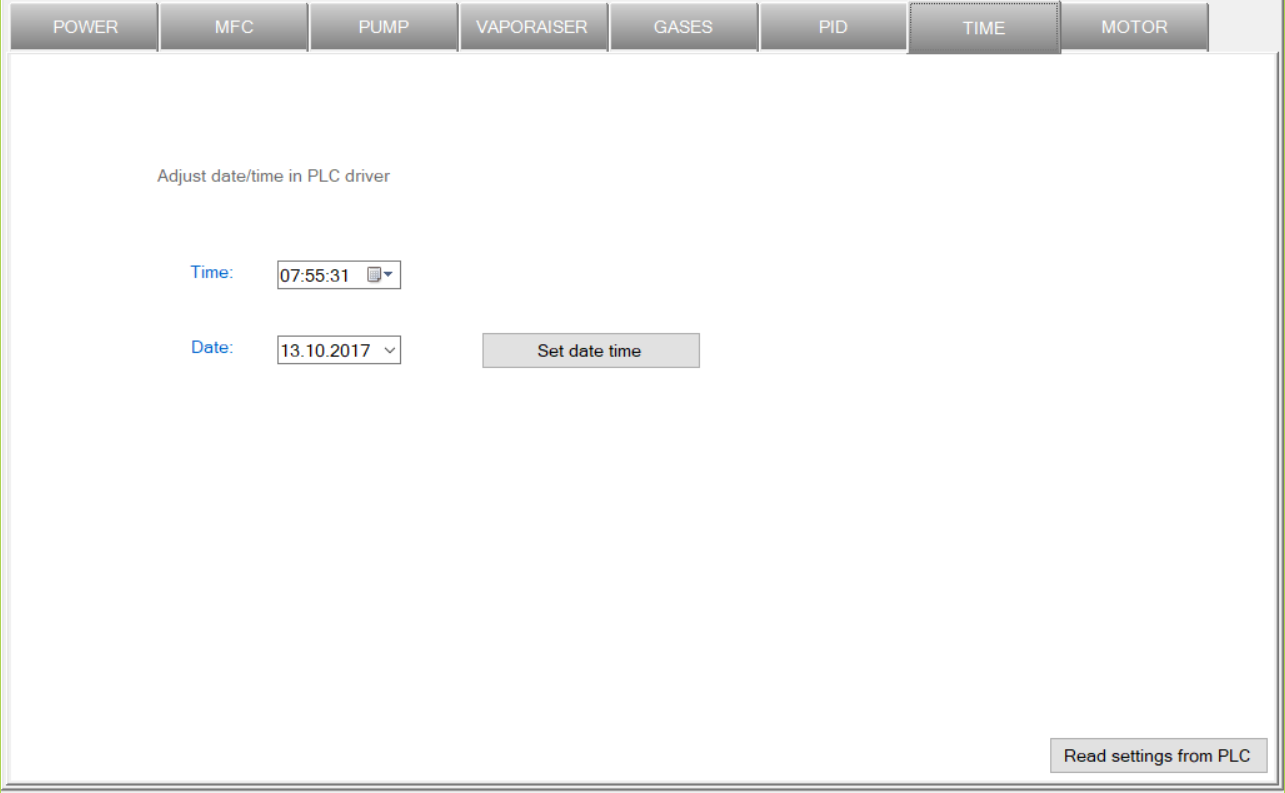 POWER MFC PUMP VAPORAISER GASES PID TIME MOTOR
Adjust date/time in PLC driver
Time: 07:55:31
Date: 13.10.2017 Set date time
Read settings from PLC